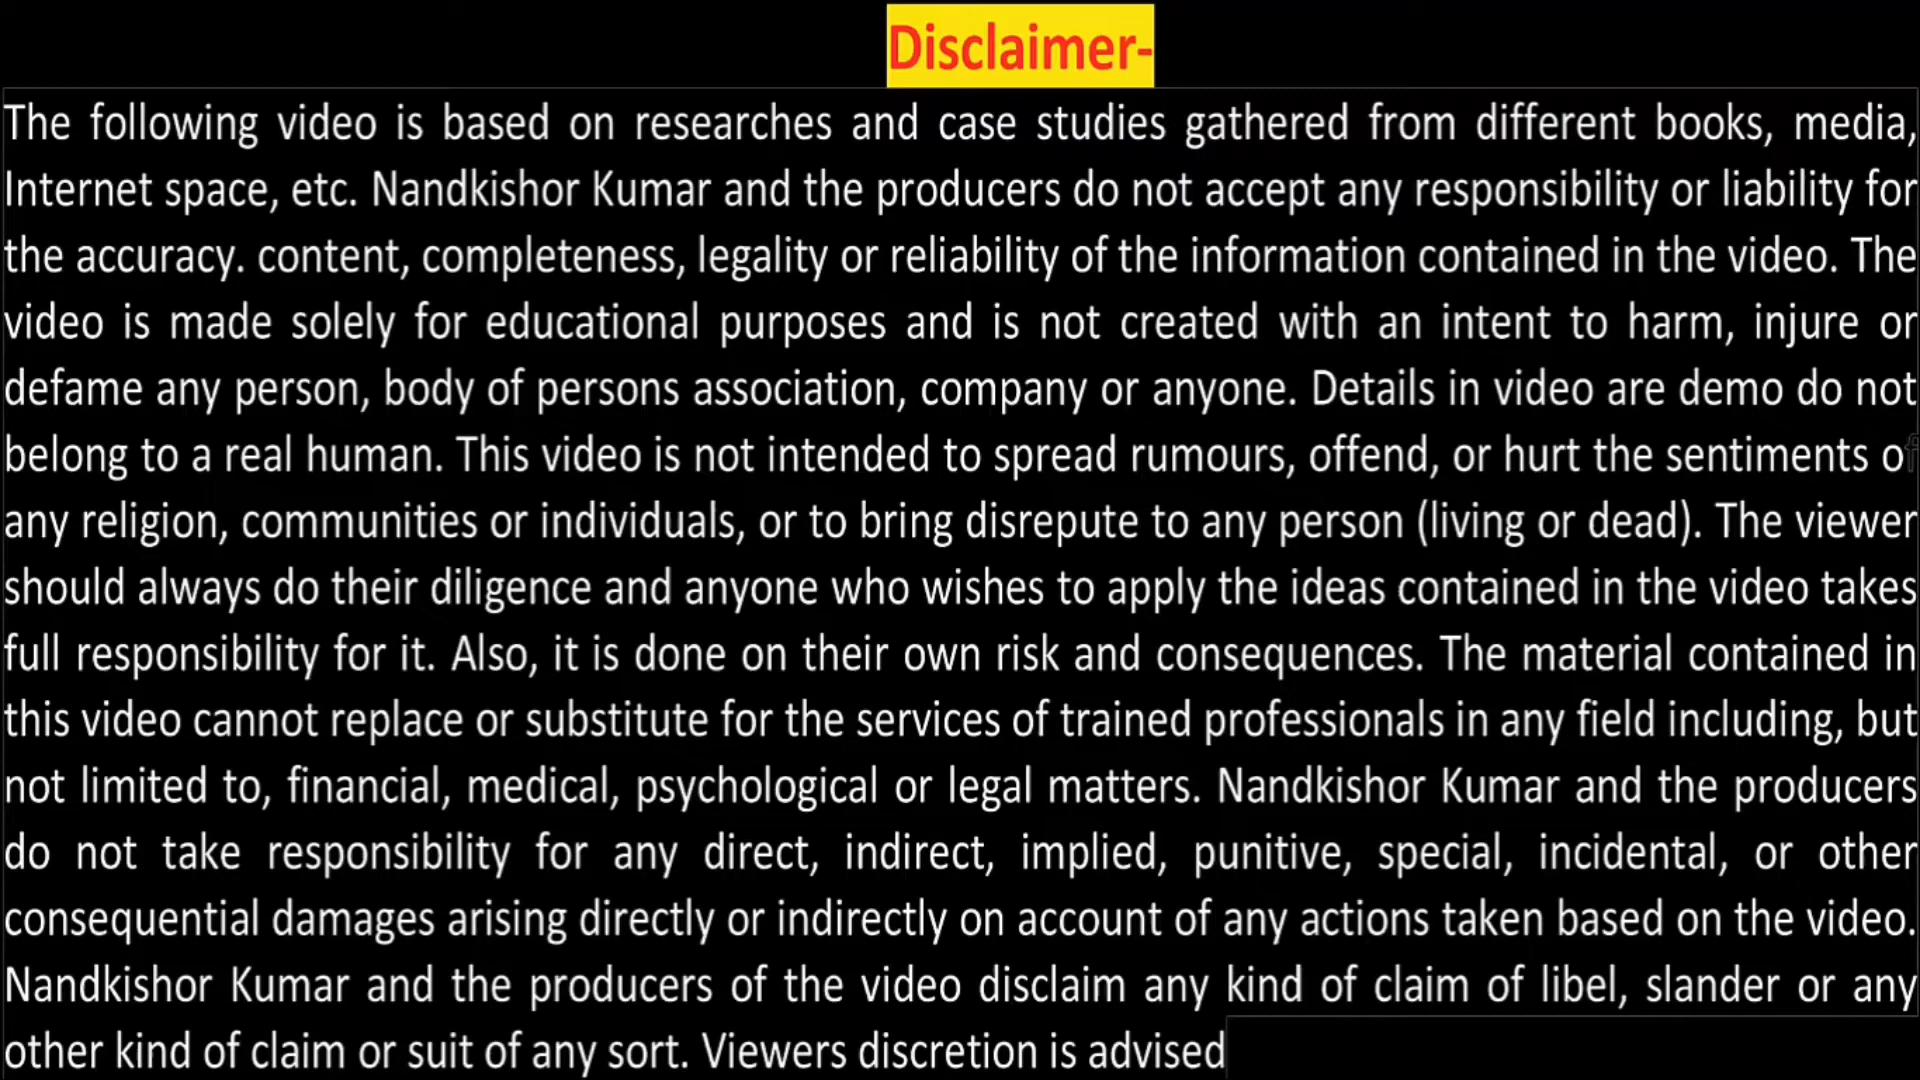 Disclaimer-
The following video is based on researches and case studies gathered from different books, media,
Internet space, etc. Nandkishor Kumar and the producers do not accept any responsibility or liability for
the accuracy. content, completeness, legality or reliability of the information contained in the video. The
video is made solely for educational purposes and is not created with an intent to harm, injure or
defame any person, body of persons association, company or anyone. Details in video are demo do not
belong to a real human. This video is not intended to spread rumours, offend, or hurt the sentiments of
any religion, communities or individuals, or to bring disrepute to any person (living or dead). The viewer
should always do their diligence and anyone who wishes to apply the ideas contained in the video takes
full responsibility for it. Also, it is done on their own risk and consequences. The material contained in
this video cannot replace or substitute for the services of trained professionals in any field including, but
not limited to, financial, medical, psychological or legal matters. Nandkishor Kumar and the producers
do not take responsibility for any direct, indirect, implied, punitive, special, incidental, or other
consequential damages arising directly or indirectly on account of any actions taken based on the video.
Nandkishor Kumar and the producers of the video disclaim any kind of claim of libel, slander or any
other kind of claim or suit of any sort. Viewers discretion is advised